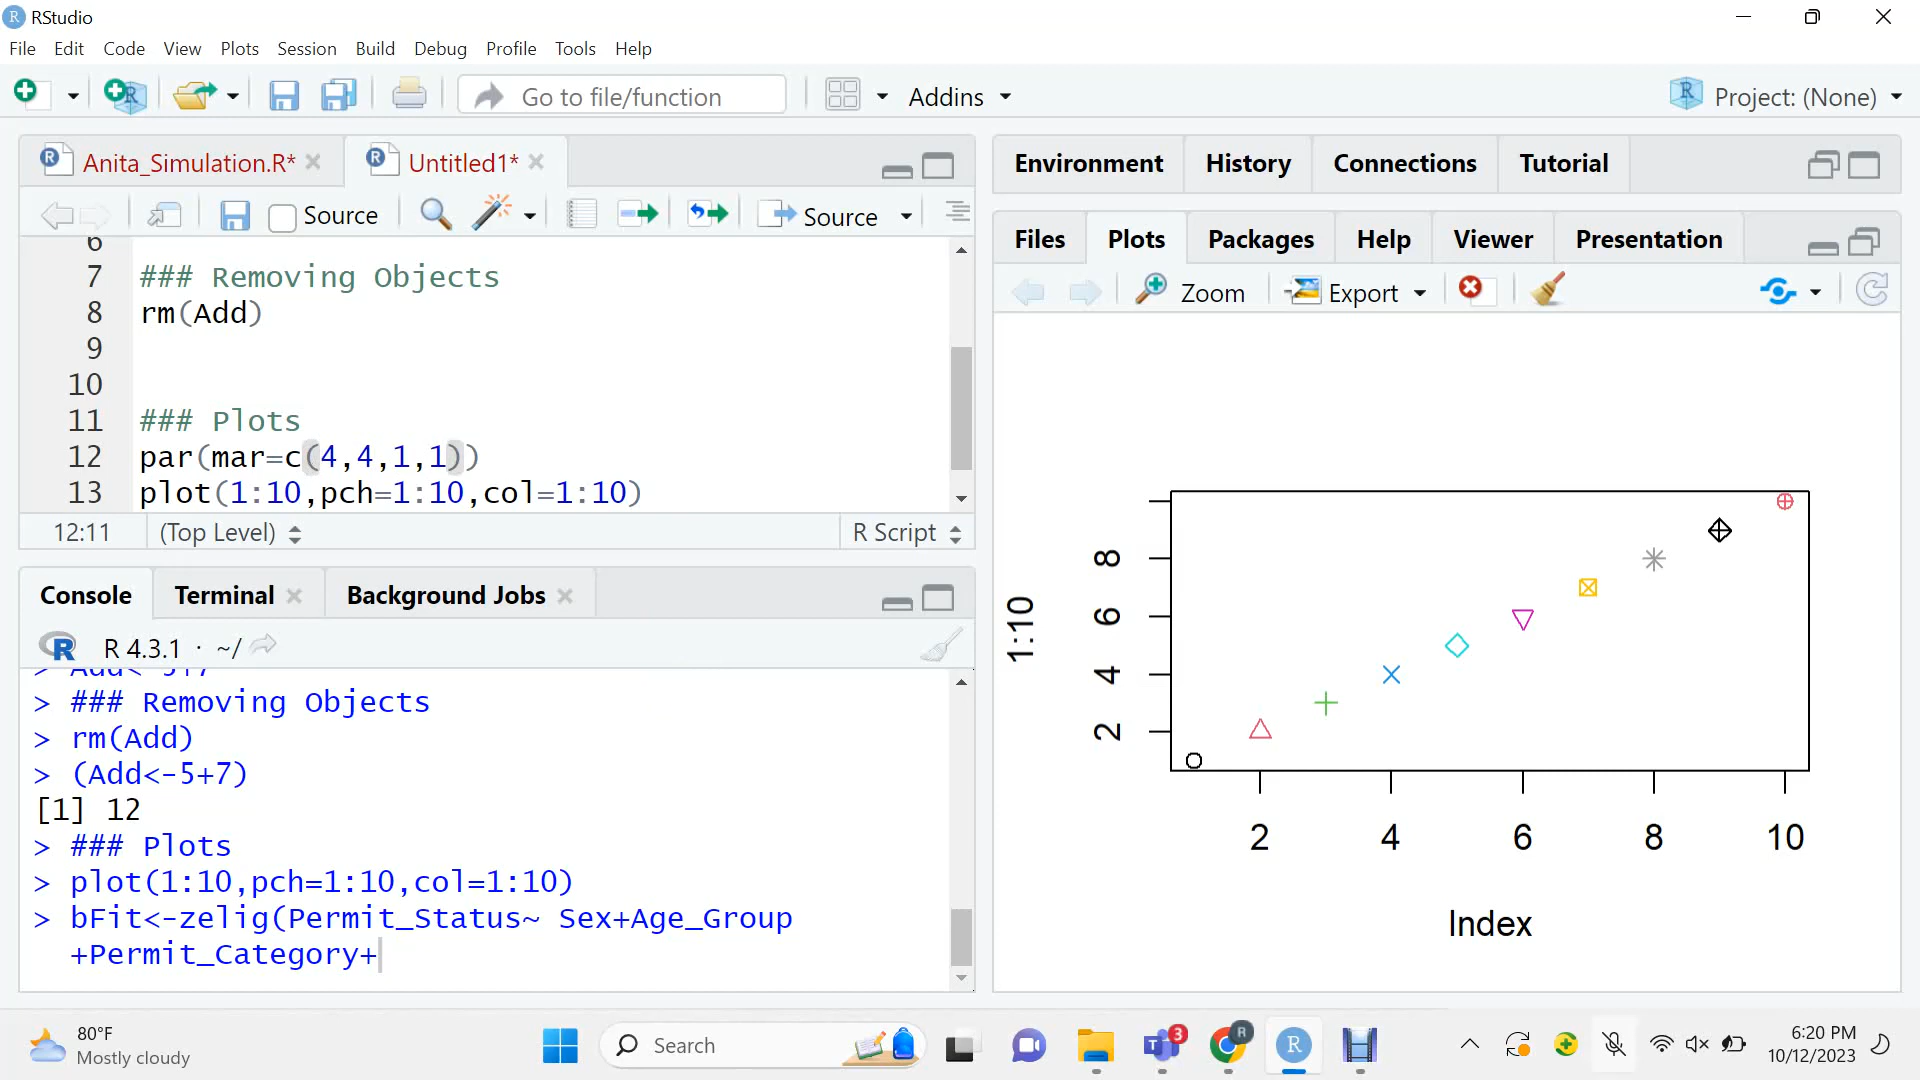 RStudio
File Edit Code View Plots Session Build Debug Profile Tools Help
Go to file/function Addins Project: (None)
Anita_Simulation.R* Untitled1*
Source Source
6
7 ### Removing Objects
8 rm(Add)
9
10
11 ### Plots
12 par(mar=c(4,4,1,1))
13 plot(1:10,pch=1:10,col=1:10)
12:11 (Top Level) R Script
Console Terminal Background Jobs
R 4.3.1 · ~/
> Add<-5+7
> ### Removing Objects
> rm(Add)
> (Add<-5+7)
[1] 12
> ### Plots
> plot(1:10,pch=1:10,col=1:10)
> bFit<-zelig(Permit_Status~ Sex+Age_Group
+Permit_Category+
Environment History Connections Tutorial
Files Plots Packages Help Viewer Presentation
Zoom Export
1:10
8
6
4
2
2 4 6 8 10
Index
80°F
Mostly cloudy
Search
3
R
6:20 PM
10/12/2023